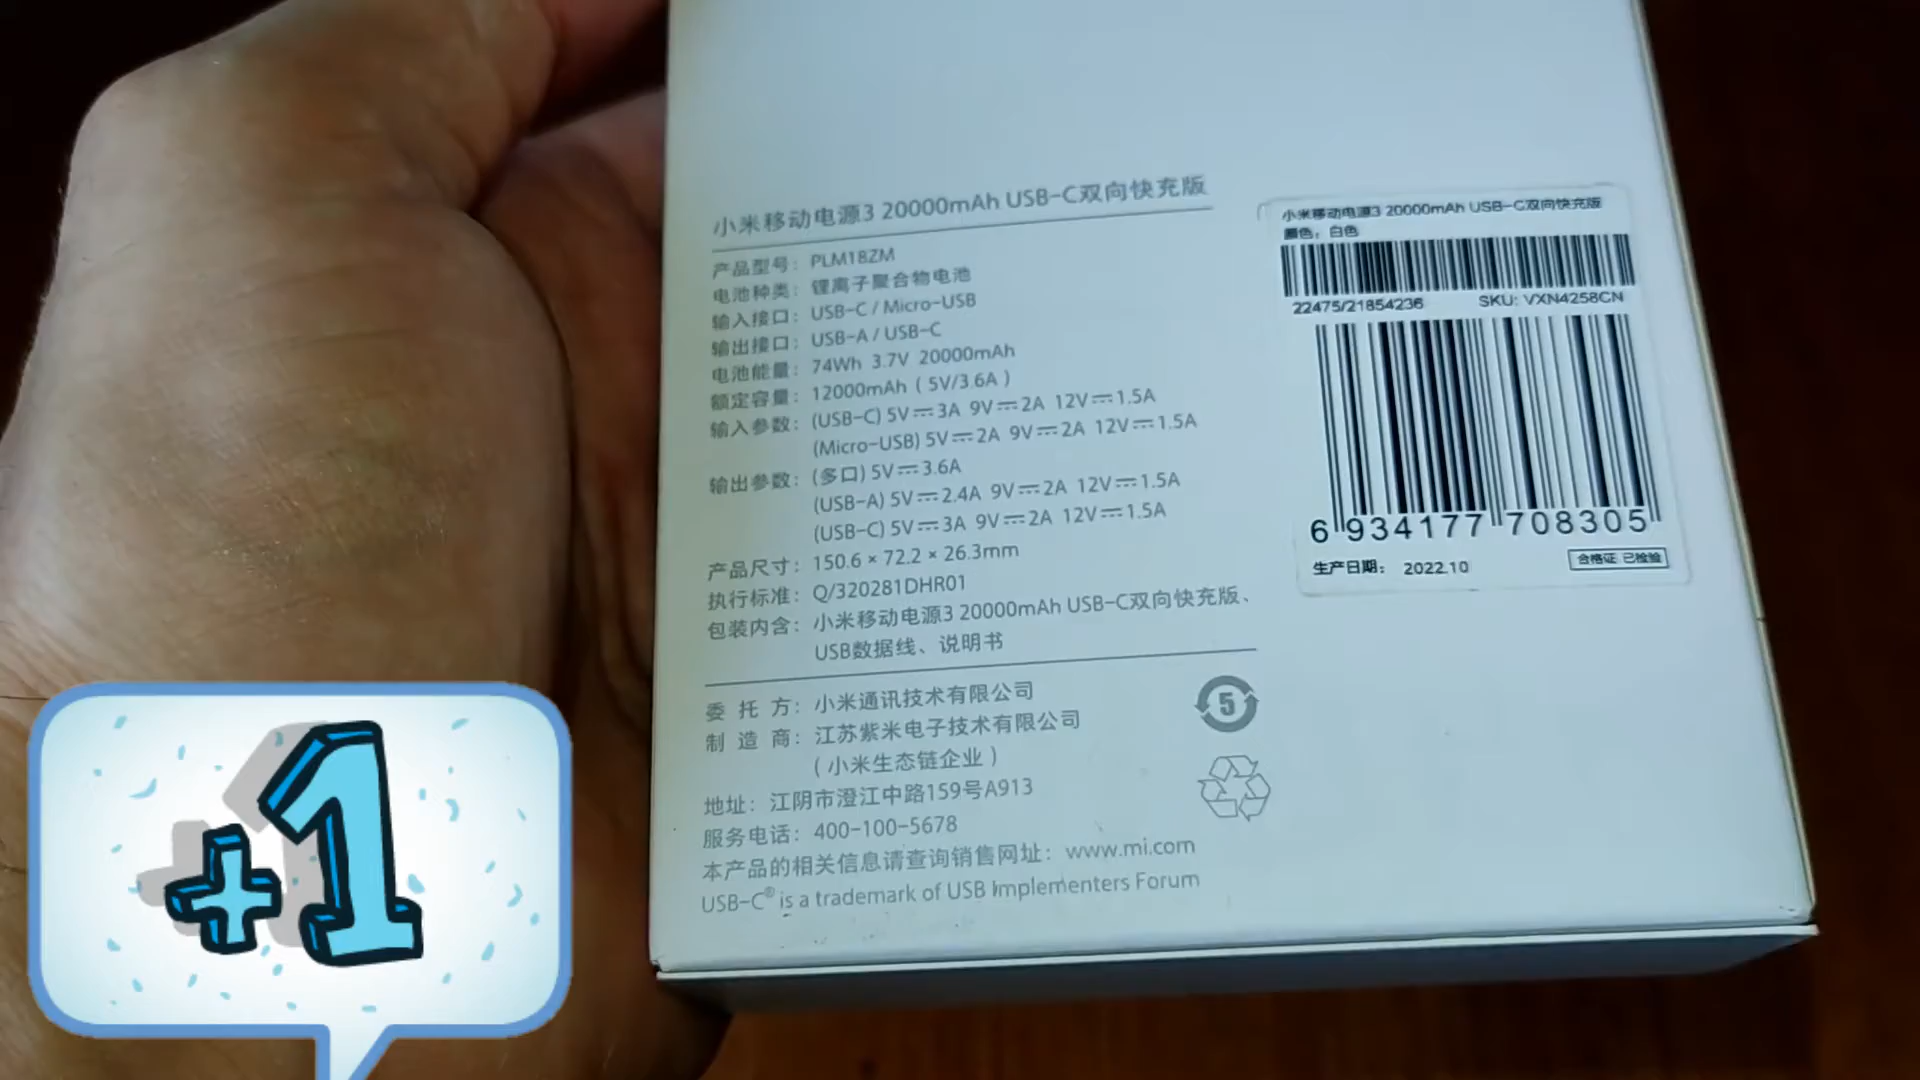 小米移动电源3 20000mAh USB-C双向快充版
产品型号： PLM18ZM
电池种类： 锂离子聚合物电池
输入接口： USB-C / Micro-USB
输出接口： USB-A / USB-C
电池能量： 74Wh 3.7V 20000mAh
额定容量： 12000mAh（5V/3.6A）
输入参数： (USB-C) 5V⎓3A 9V⎓2A 12V⎓1.5A
(Micro-USB) 5V⎓2A 9V⎓2A 12V⎓1.5A
输出参数： (多口) 5V⎓3.6A
(USB-A) 5V⎓2.4A 9V⎓2A 12V⎓1.5A
(USB-C) 5V⎓3A 9V⎓2A 12V⎓1.5A
产品尺寸： 150.6 × 72.2 × 26.3mm
执行标准： Q/320281DHR01
包装内含： 小米移动电源3 20000mAh USB-C双向快充版、
USB数据线、说明书
委 托 方： 小米通讯技术有限公司
制 造 商： 江苏紫米电子技术有限公司
（小米生态链企业）
地址： 江阴市澄江中路159号A913
服务电话： 400-100-5678
本产品的相关信息请查询销售网址： www.mi.com
USB-C® is a trademark of USB Implementers Forum
5
小米移动电源3 20000mAh USB-C双向快充版
颜色：白色
22475/21854236 SKU: VXN4258CN
6 934177 708305
生产日期： 2022.10 合格证 已检验
+1